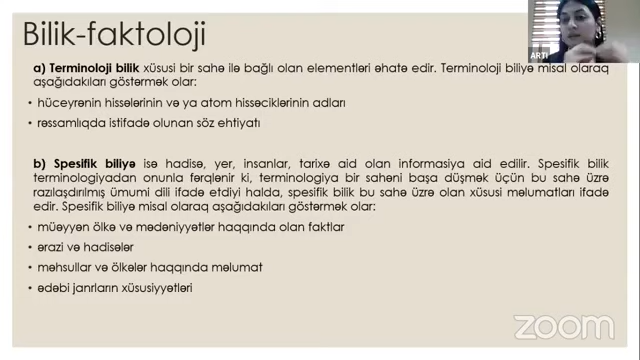 Bilik-faktoloji
ARTI
a) Terminoloji bilik xüsusi bir sahə ilə bağlı olan elementləri əhatə edir. Terminoloji biliyə misal olaraq
aşağıdakıları göstərmək olar:
• hüceyrənin hissələrinin və ya atom hissəciklərinin adları
• rəssamlıqda istifadə olunan söz ehtiyatı
b) Spesifik biliyə isə hadisə, yer, insanlar, tarixə aid olan informasiya aid edilir. Spesifik bilik
terminologiyadan onunla fərqlənir ki, terminologiya bir sahəni başa düşmək üçün bu sahə üzrə
razılaşdırılmış ümumi dili ifadə etdiyi halda, spesifik bilik bu sahə üzrə olan xüsusi məlumatları ifadə
edir. Spesifik biliyə misal olaraq aşağıdakıları göstərmək olar:
• müəyyən ölkə və mədəniyyətlər haqqında olan faktlar
• ərazi və hadisələr
• məhsullar və ölkələr haqqında məlumat
• ədəbi janrların xüsusiyyətləri
zoom